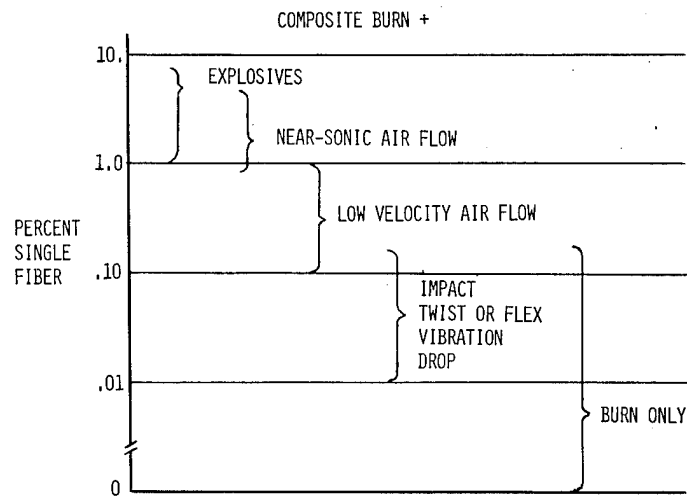 COMPOSITE BURN +
10.
EXPLOSIVES
NEAR-SONIC AIR FLOW
1.0
LOW VELOCITY AIR FLOW
PERCENT
SINGLE
FIBER
.10
IMPACT
TWIST OR FLEX
VIBRATION
DROP
.01
BURN ONLY
0